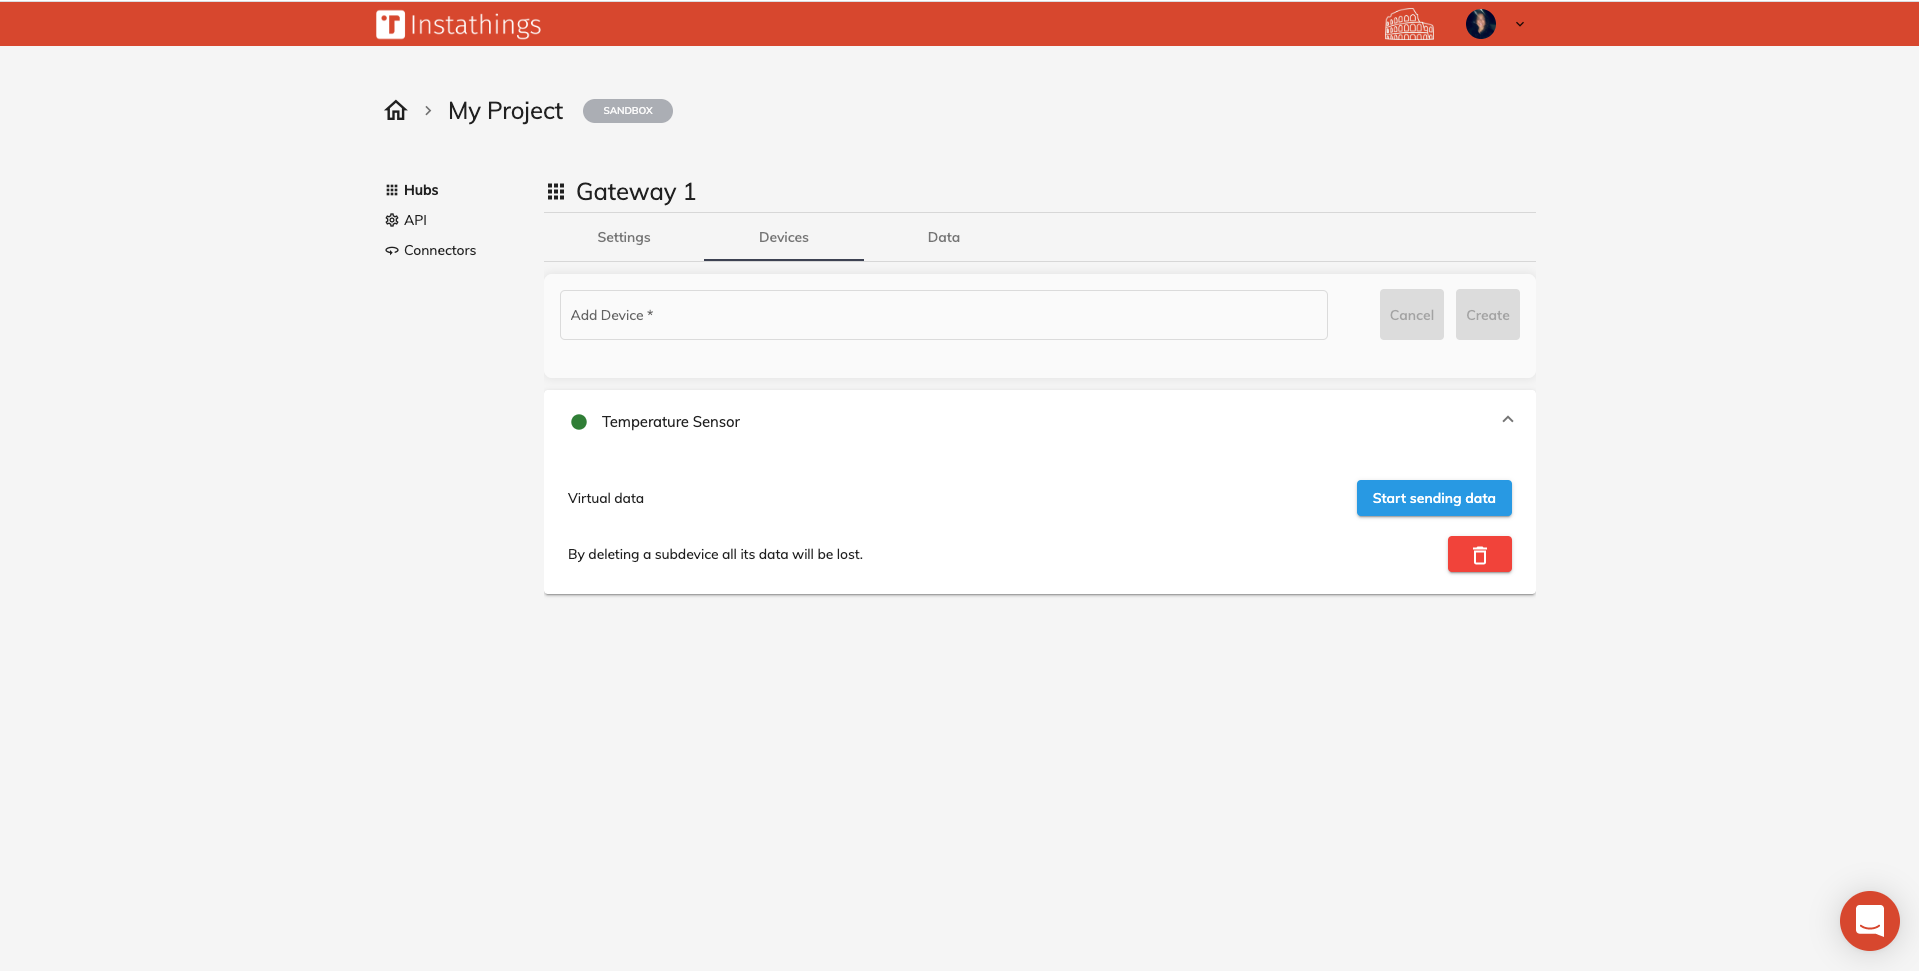 Instathings
My Project
SANDBOX
Hubs
API
Connectors
Gateway 1
Settings
Devices
Data
Add Device *
Cancel
Create
Temperature Sensor
Virtual data
Start sending data
By deleting a subdevice all its data will be lost.